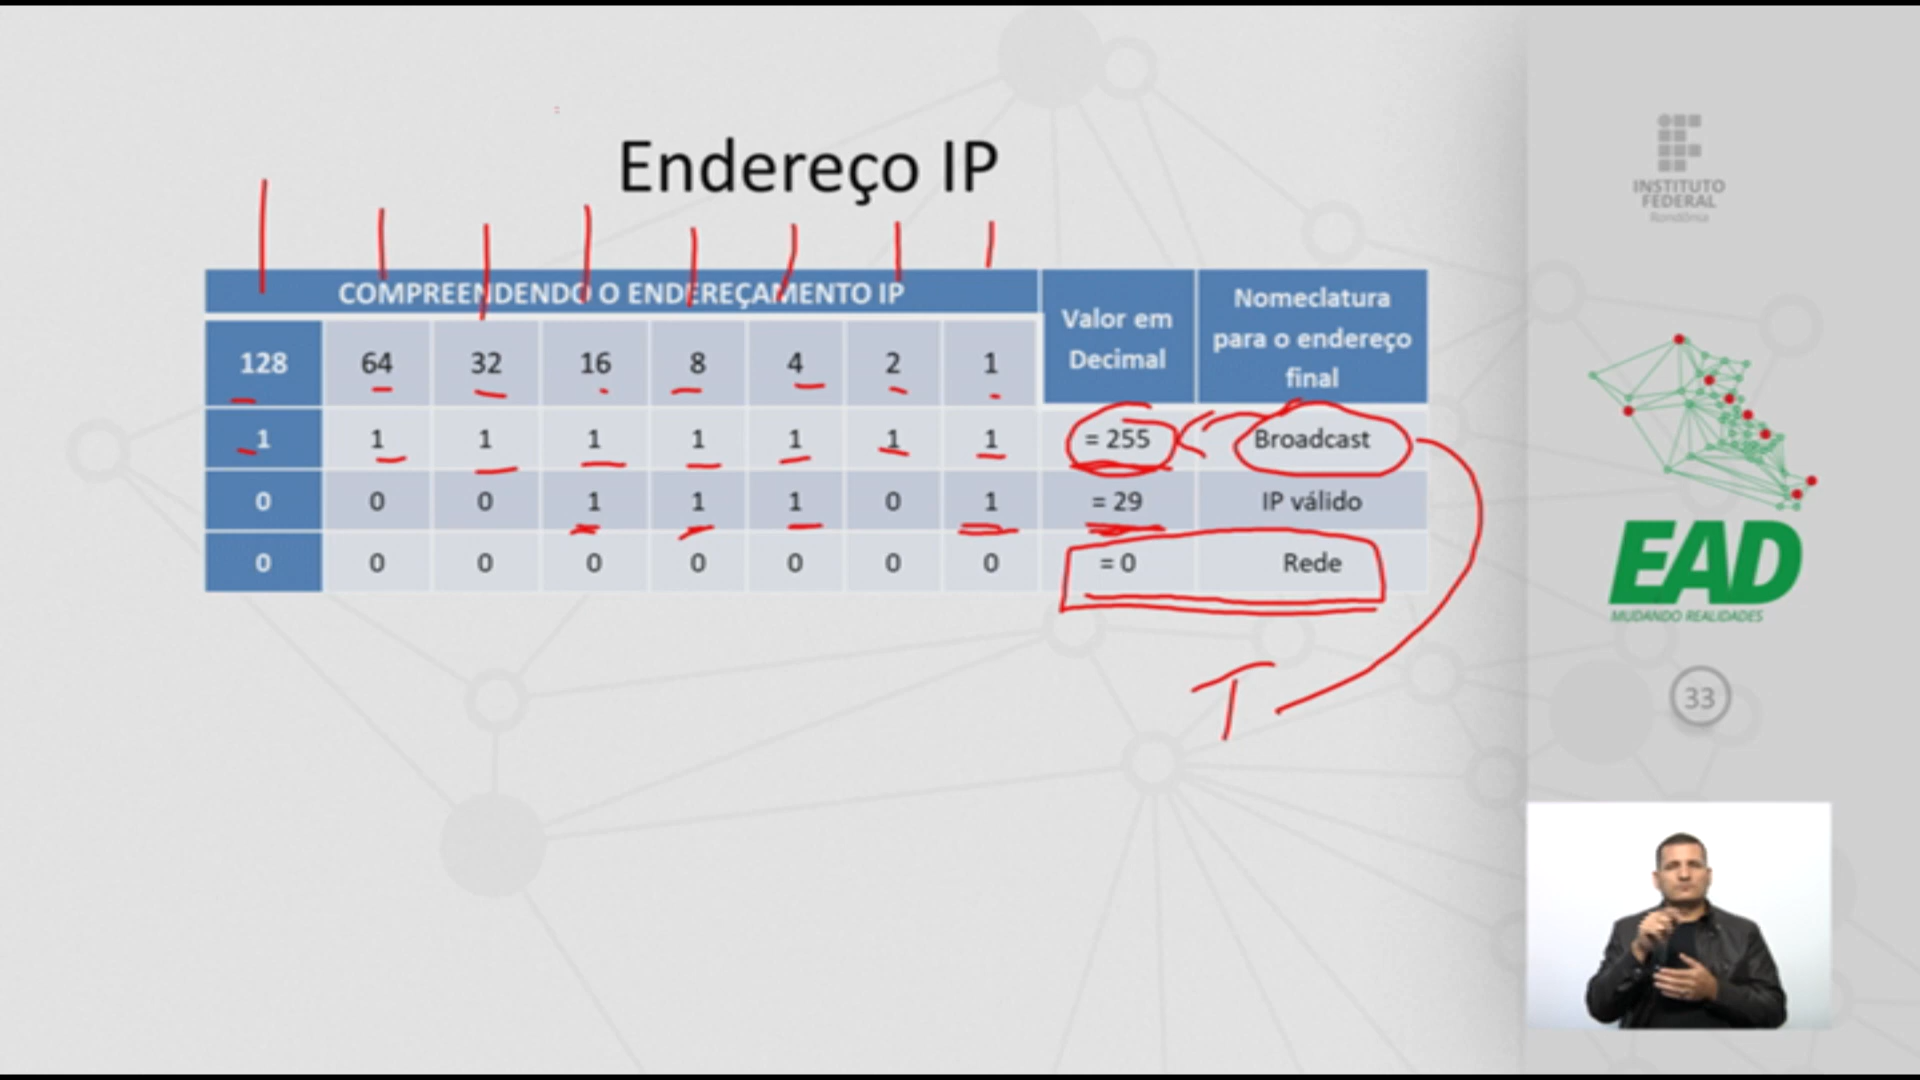 Endereço IP
COMPREENDENDO O ENDEREÇAMENTO IP
Valor em Decimal
Nomeclatura para o endereço final
128 64 32 16 8 4 2 1
1 1 1 1 1 1 1 1 = 255 Broadcast
0 0 0 1 1 1 0 1 = 29 IP válido
0 0 0 0 0 0 0 0 = 0 Rede
T
INSTITUTO
FEDERAL
Rondônia
EAD
MUDANDO REALIDADES
33